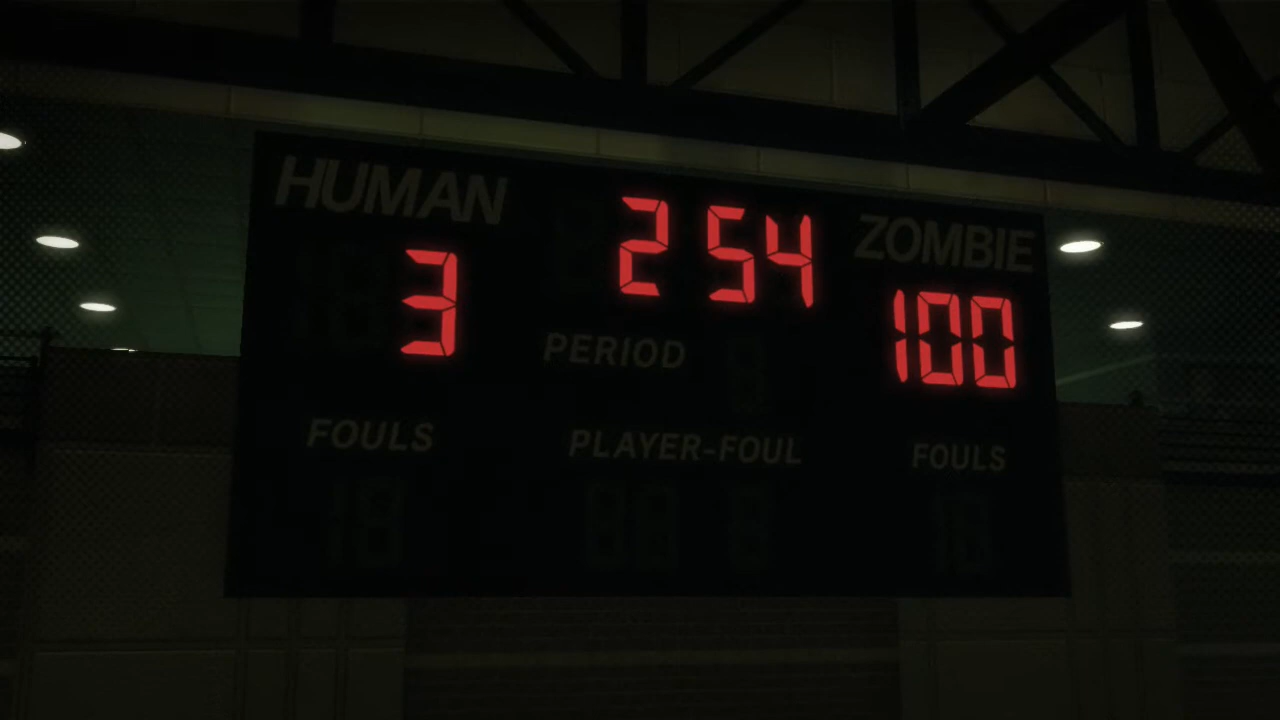 HUMAN
2 54
ZOMBIE
3
100
PERIOD
FOULS
PLAYER-FOUL
FOULS